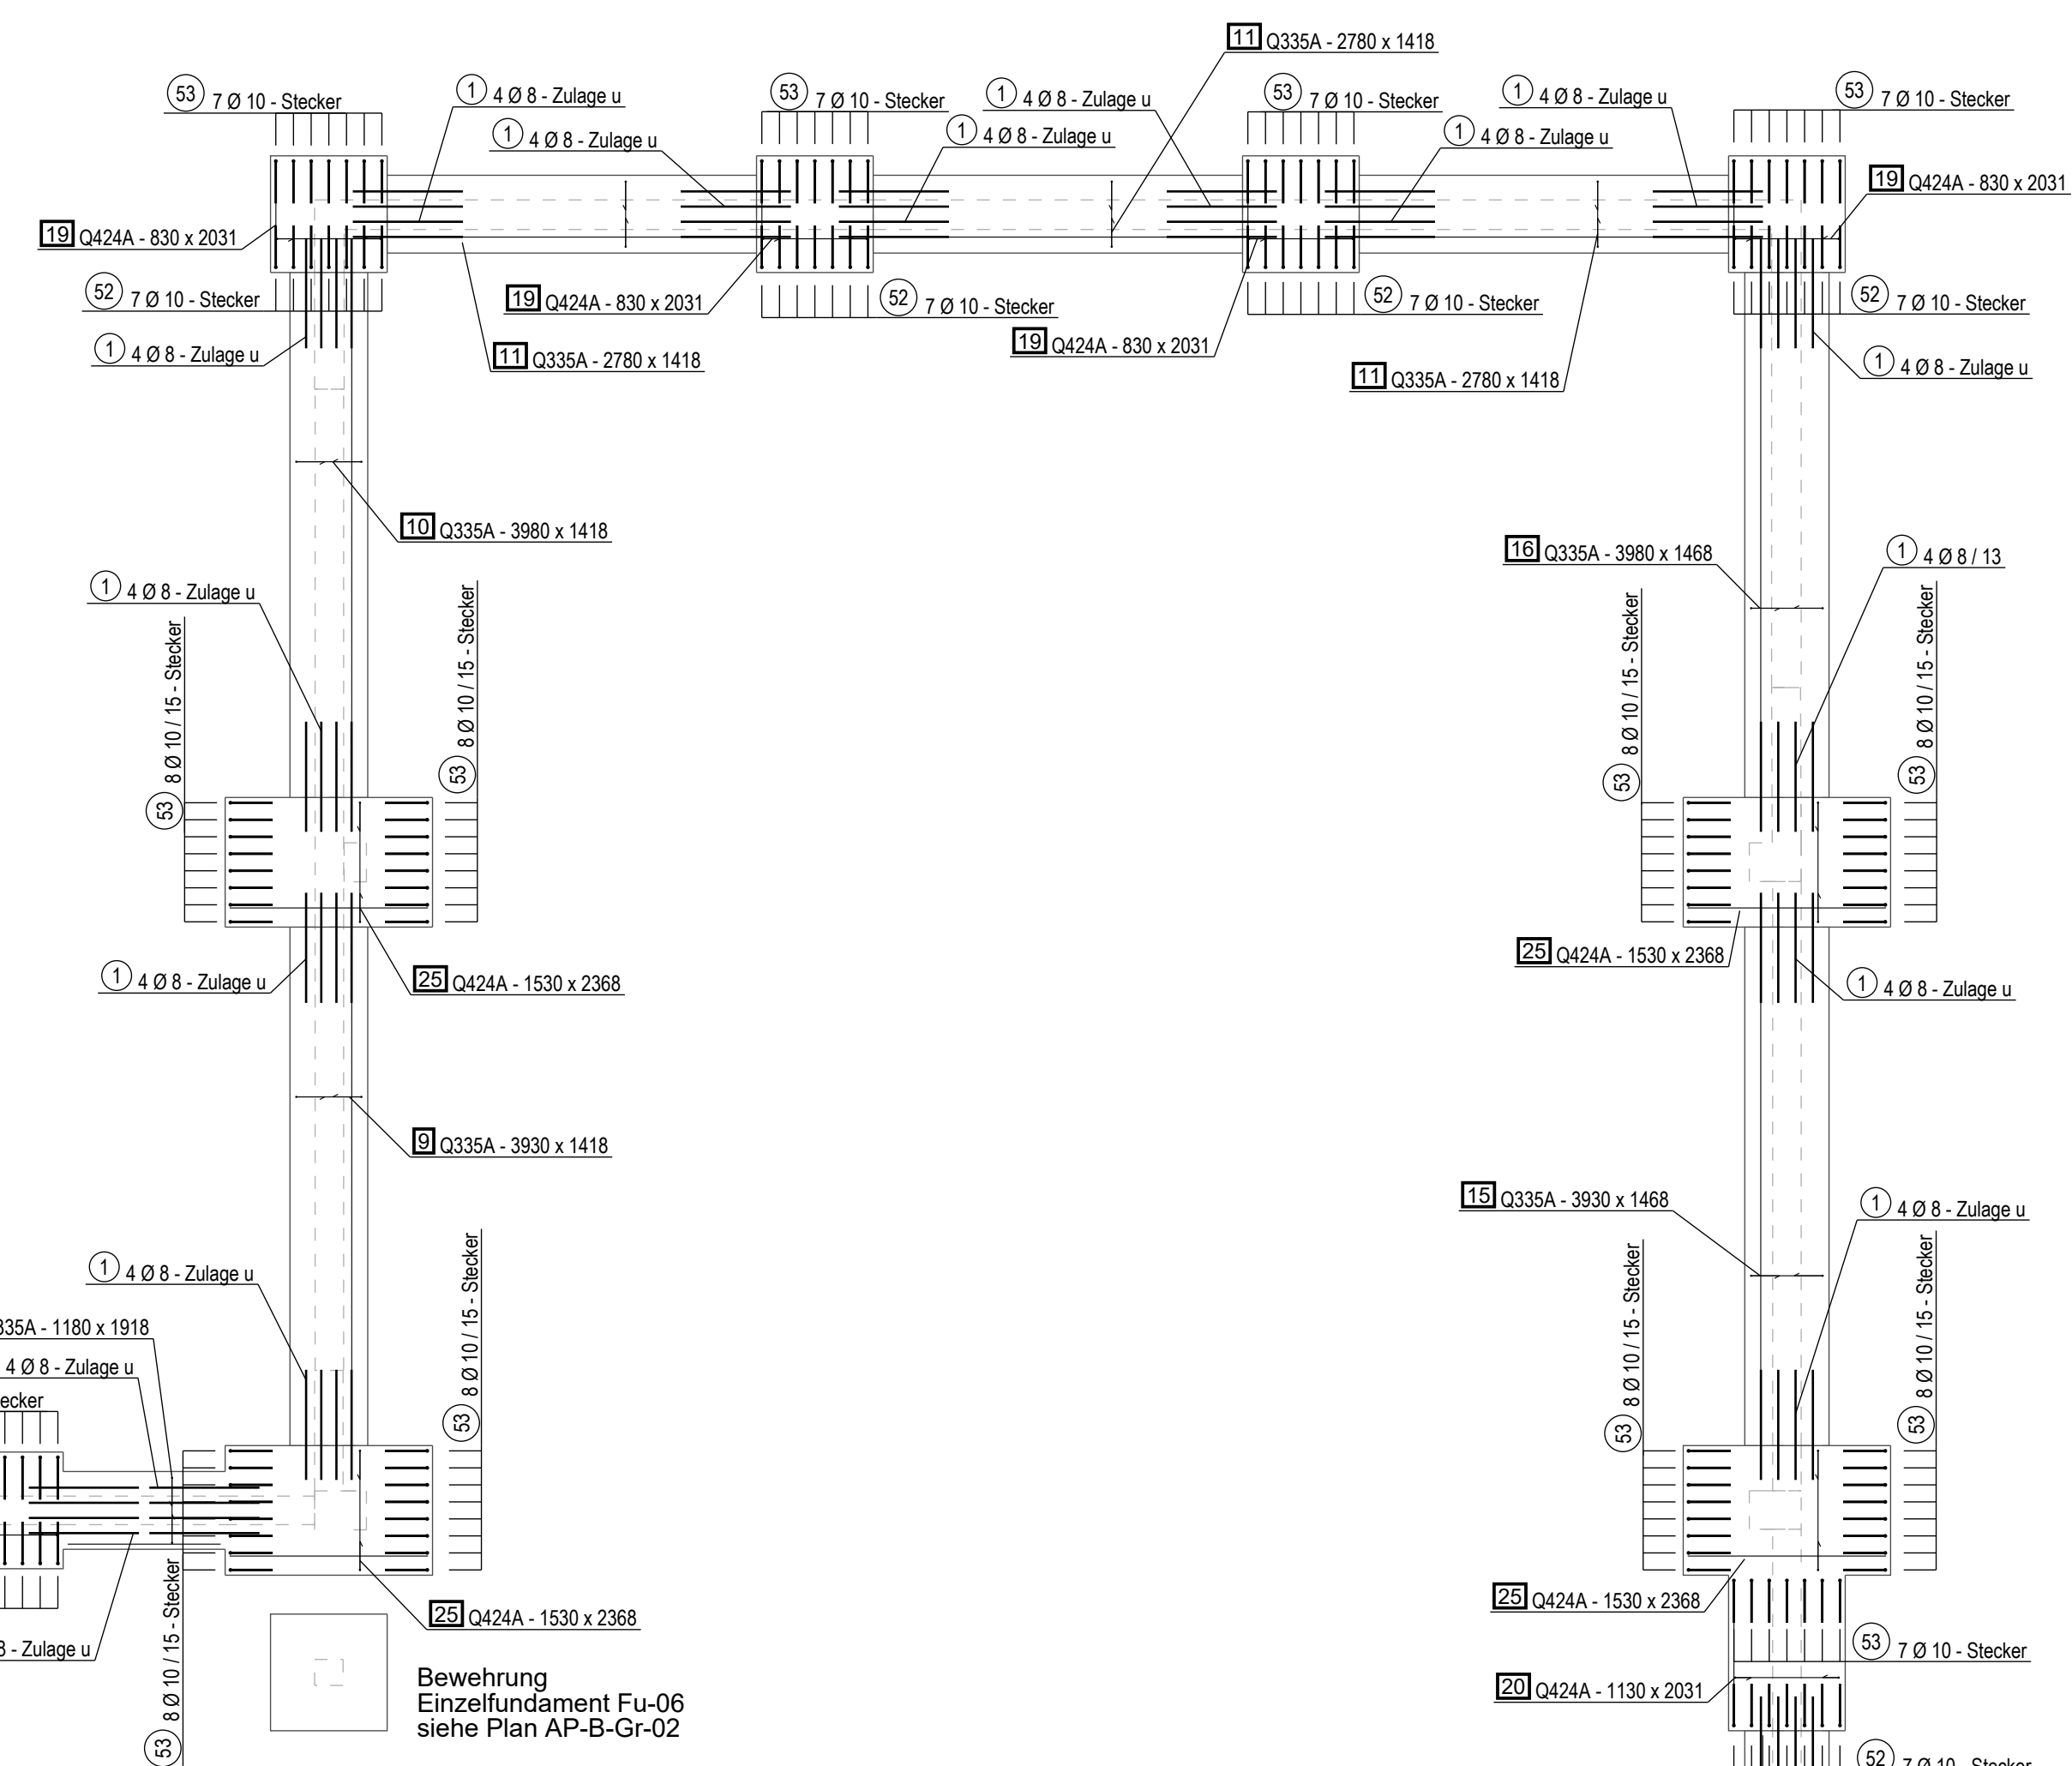 11 Q335A - 2780 x 1418
53 7 Ø 10 - Stecker
1 4 Ø 8 - Zulage u
53 7 Ø 10 - Stecker
1 4 Ø 8 - Zulage u
53 7 Ø 10 - Stecker
1 4 Ø 8 - Zulage u
53 7 Ø 10 - Stecker
1 4 Ø 8 - Zulage u
1 4 Ø 8 - Zulage u
1 4 Ø 8 - Zulage u
19 Q424A - 830 x 2031
19 Q424A - 830 x 2031
52 7 Ø 10 - Stecker
19 Q424A - 830 x 2031
52 7 Ø 10 - Stecker
52 7 Ø 10 - Stecker
52 7 Ø 10 - Stecker
1 4 Ø 8 - Zulage u
11 Q335A - 2780 x 1418
19 Q424A - 830 x 2031
11 Q335A - 2780 x 1418
1 4 Ø 8 - Zulage u
10 Q335A - 3980 x 1418
16 Q335A - 3980 x 1468
1 4 Ø 8 / 13
1 4 Ø 8 - Zulage u
53 8 Ø 10 / 15 - Stecker
53 8 Ø 10 / 15 - Stecker
53 8 Ø 10 / 15 - Stecker
53 8 Ø 10 / 15 - Stecker
1 4 Ø 8 - Zulage u
25 Q424A - 1530 x 2368
25 Q424A - 1530 x 2368
1 4 Ø 8 - Zulage u
9 Q335A - 3930 x 1418
15 Q335A - 3930 x 1468
1 4 Ø 8 - Zulage u
1 4 Ø 8 - Zulage u
53 8 Ø 10 / 15 - Stecker
53 8 Ø 10 / 15 - Stecker
53 8 Ø 10 / 15 - Stecker
335A - 1180 x 1918
4 Ø 8 - Zulage u
ecker
53 8 Ø 10 / 15 - Stecker
25 Q424A - 1530 x 2368
25 Q424A - 1530 x 2368
8 - Zulage u
53 7 Ø 10 - Stecker
20 Q424A - 1130 x 2031
Bewehrung
Einzelfundament Fu-06
siehe Plan AP-B-Gr-02
52 7 Ø 10 - Stecker